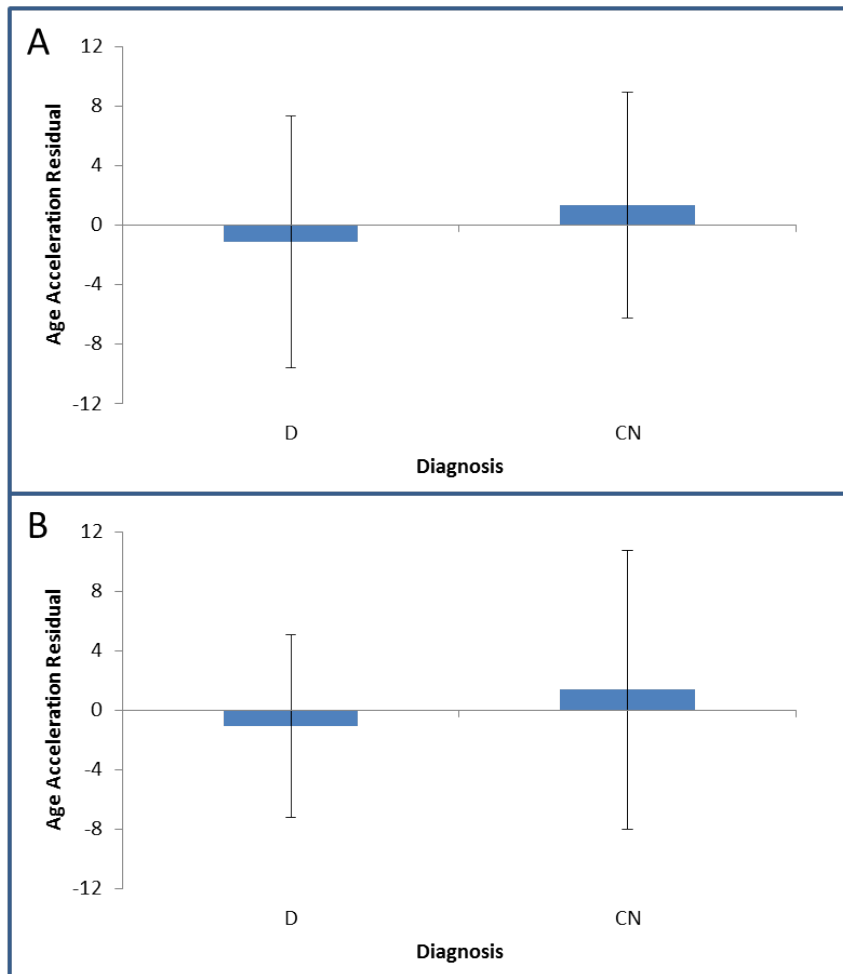 A
12
8
4
0
-4
-8
-12
Age Acceleration Residual
D CN
Diagnosis
B
12
8
4
0
-4
-8
-12
Age Acceleration Residual
D CN
Diagnosis